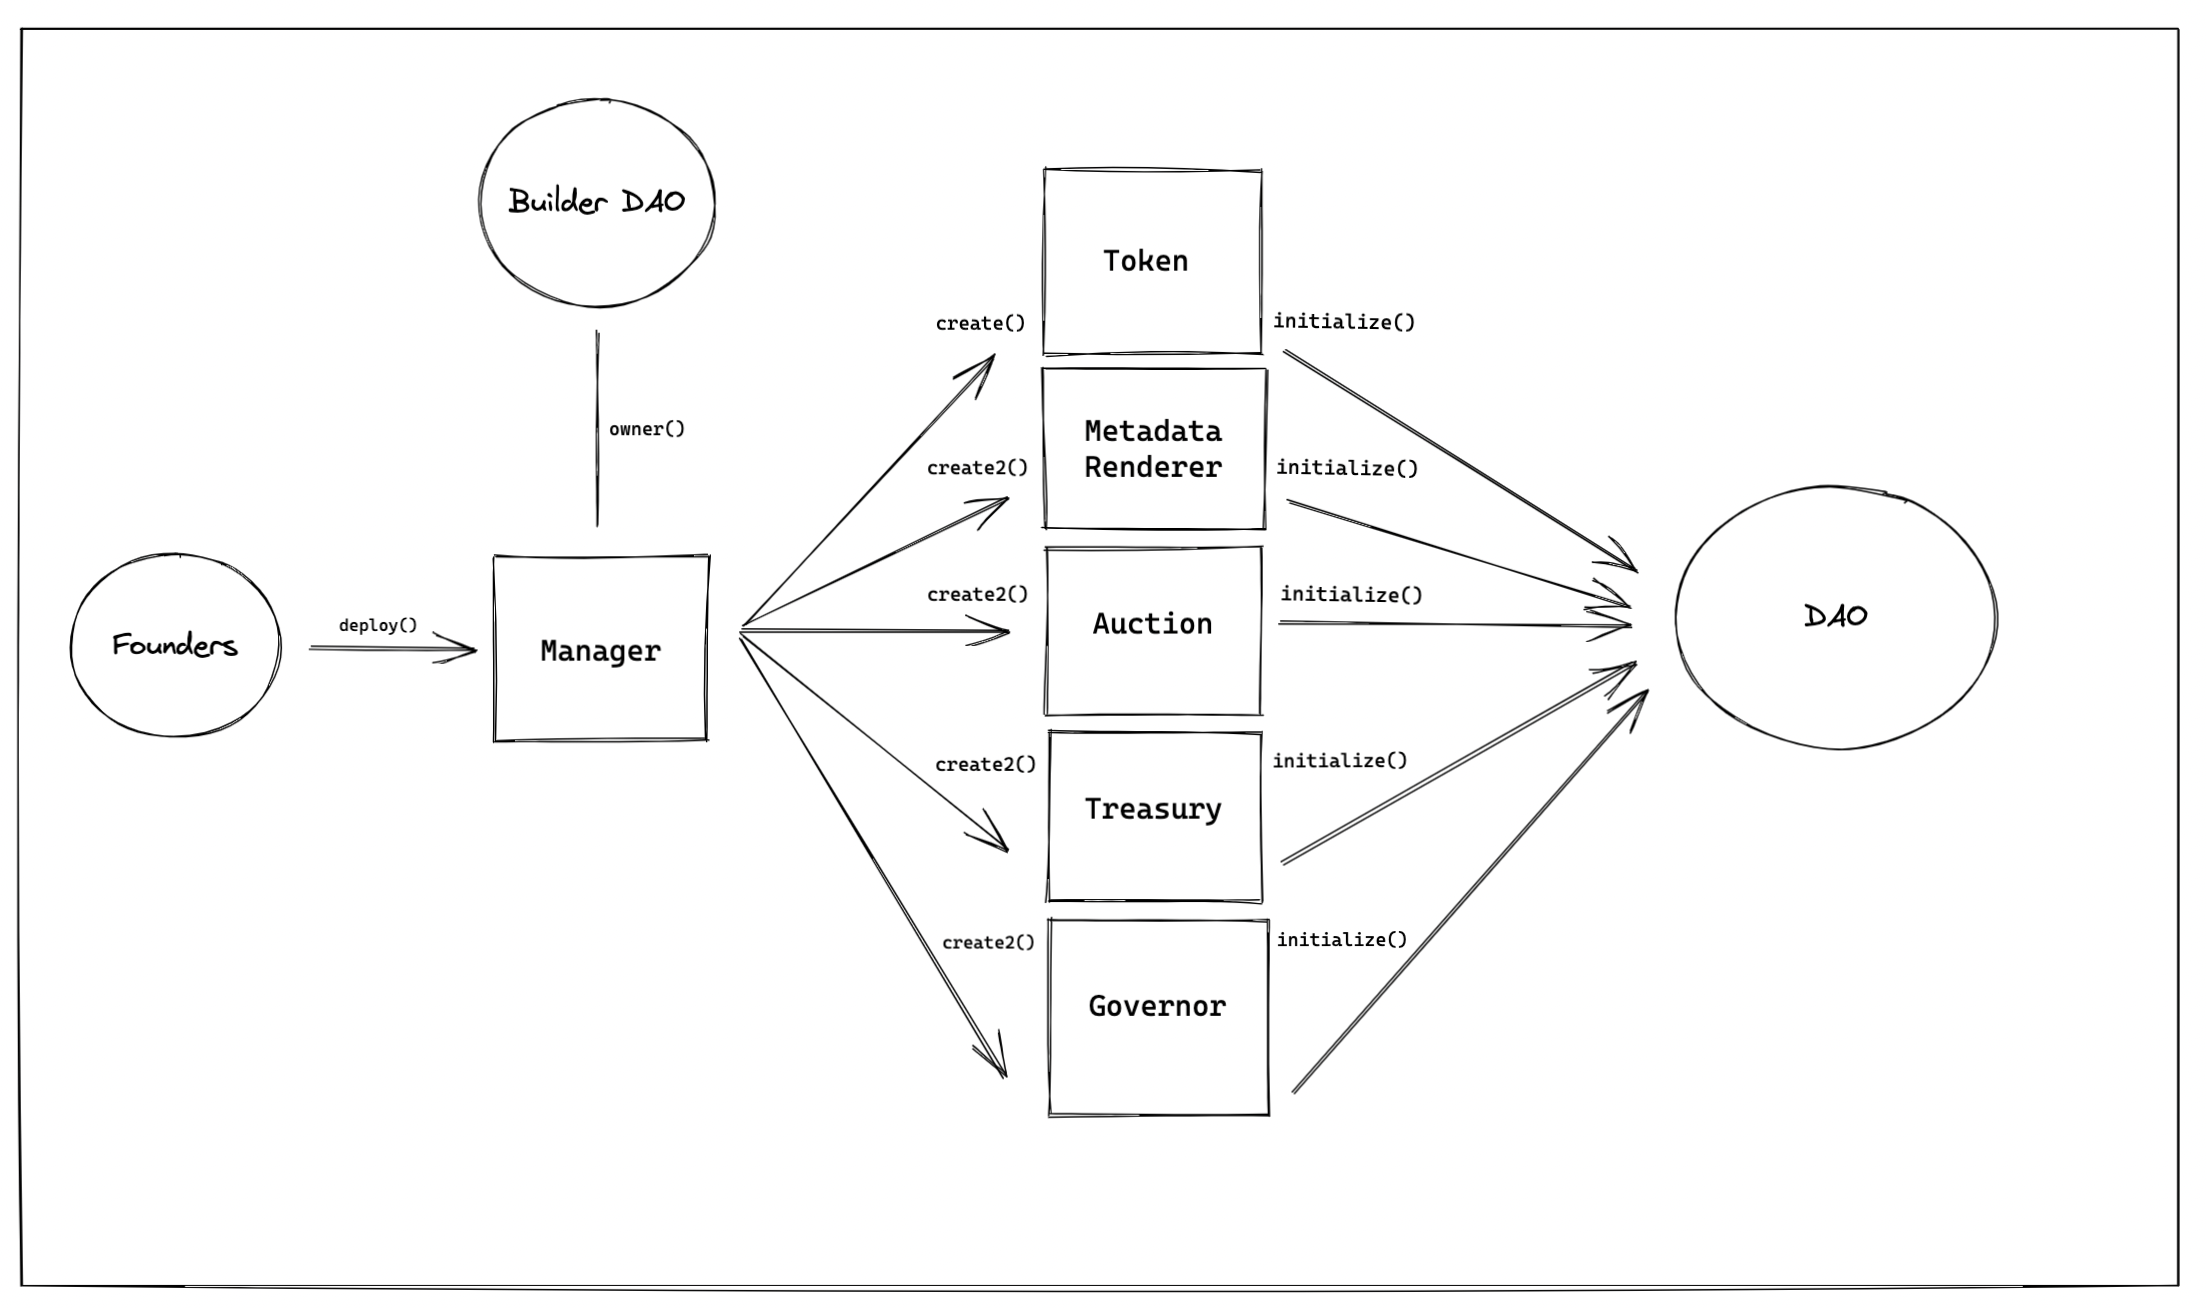 Builder DAO
owner()
Founders
deploy()
Manager
create()
Token
initialize()
create2()
Metadata
Renderer
initialize()
create2()
Auction
initialize()
create2()
Treasury
initialize()
create2()
Governor
initialize()
DAO